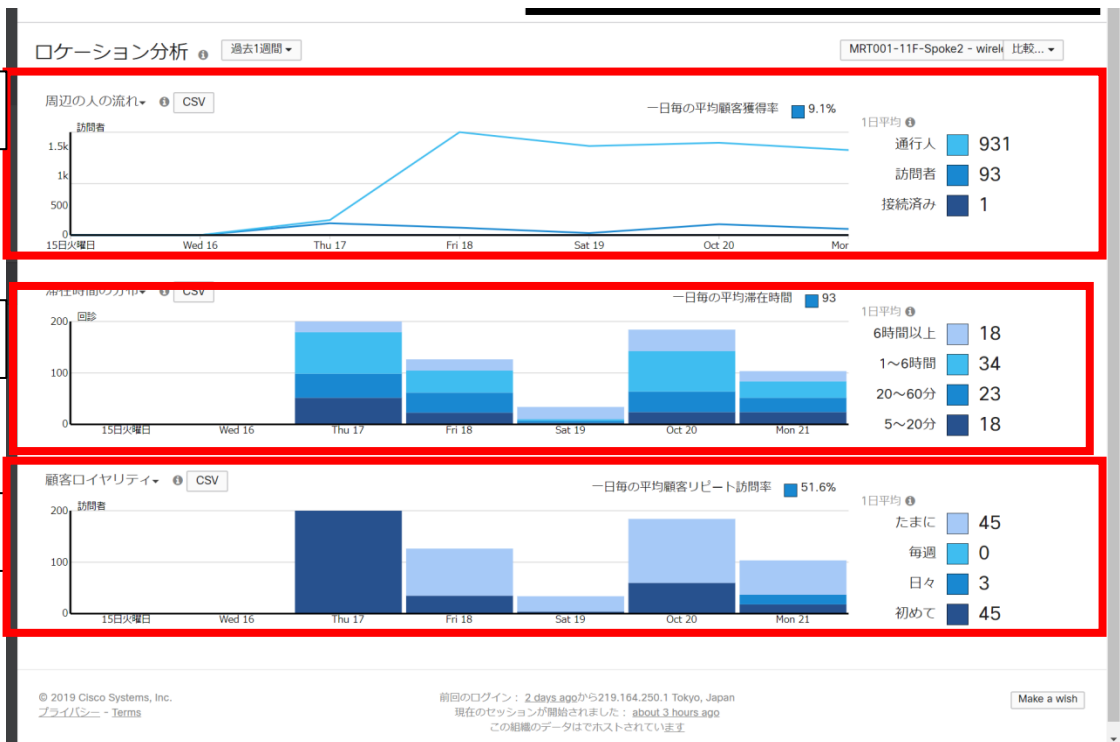 ロケーション分析 過去1週間 MRT001-11F-Spoke2 - wirele 比較...
周辺の人の流れ CSV
一日毎の平均顧客獲得率 9.1%
訪問者
1.5k
1k
500
0
15日火曜日 Wed 16 Thu 17 Fri 18 Sat 19 Oct 20 Mor
1日平均
通行人 931
訪問者 93
接続済み 1
滞在時間の分布 CSV
一日毎の平均滞在時間 93
回診
200
100
0
15日火曜日 Wed 16 Thu 17 Fri 18 Sat 19 Oct 20 Mon 21
1日平均
6時間以上 18
1〜6時間 34
20〜60分 23
5〜20分 18
顧客ロイヤリティ CSV
一日毎の平均顧客リピート訪問率 51.6%
訪問者
200
100
0
15日火曜日 Wed 16 Thu 17 Fri 18 Sat 19 Oct 20 Mon 21
1日平均
たまに 45
毎週 0
日々 3
初めて 45
© 2019 Cisco Systems, Inc.
プライバシー - Terms
前回のログイン： 2 days agoから219.164.250.1 Tokyo, Japan
現在のセッションが開始されました： about 3 hours ago
この組織のデータはでホストされています
Make a wish